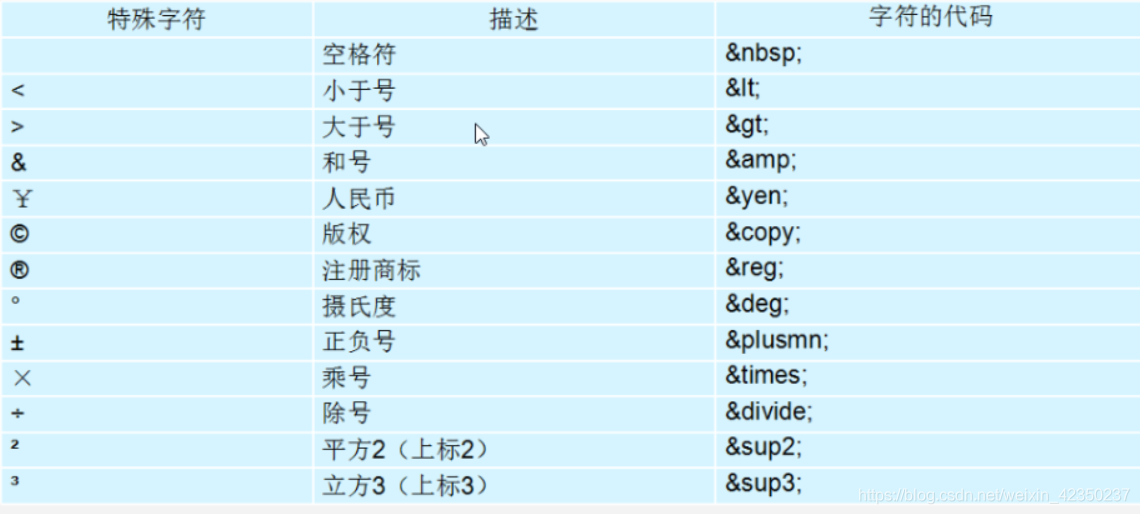 特殊字符 描述 字符的代码
空格符 &nbsp;
< 小于号 &lt;
> 大于号 &gt;
& 和号 &amp;
￥ 人民币 &yen;
© 版权 &copy;
® 注册商标 &reg;
° 摄氏度 &deg;
± 正负号 &plusmn;
× 乘号 &times;
÷ 除号 &divide;
² 平方2（上标2） &sup2;
³ 立方3（上标3） &sup3;
https://blog.csdn.net/weixin_42350237